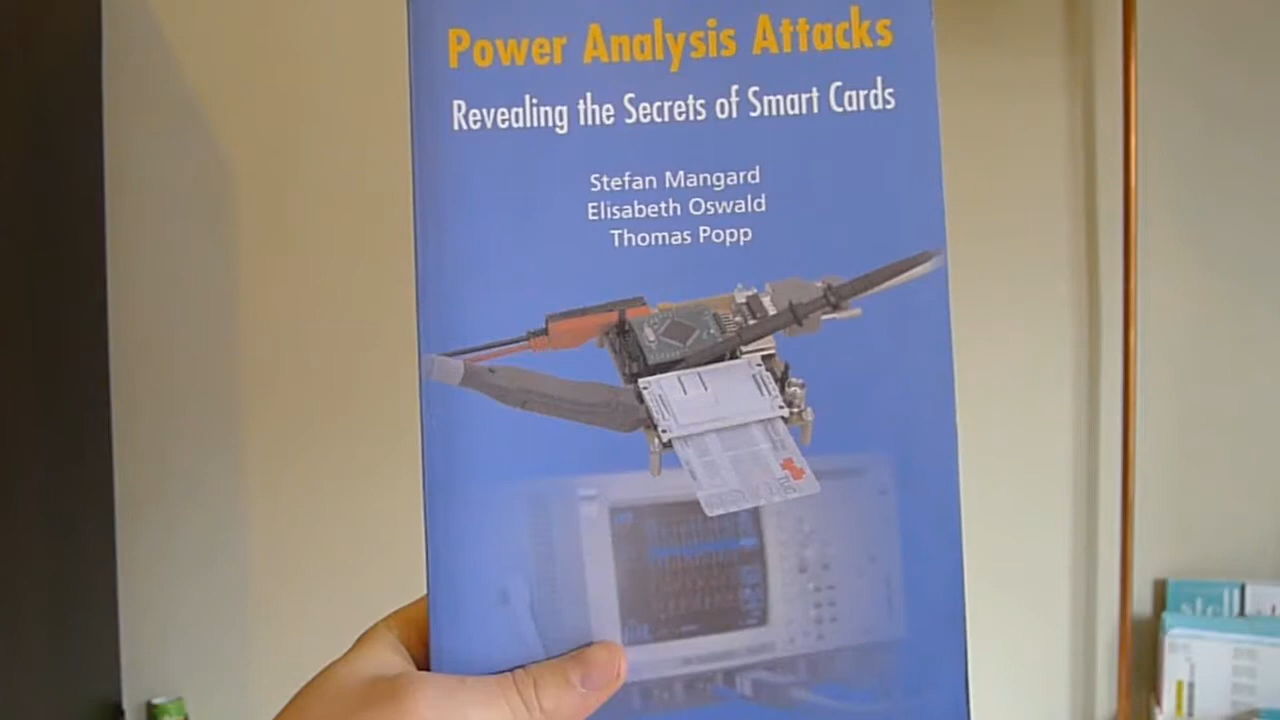 Power Analysis Attacks
Revealing the Secrets of Smart Cards
Stefan Mangard
Elisabeth Oswald
Thomas Popp